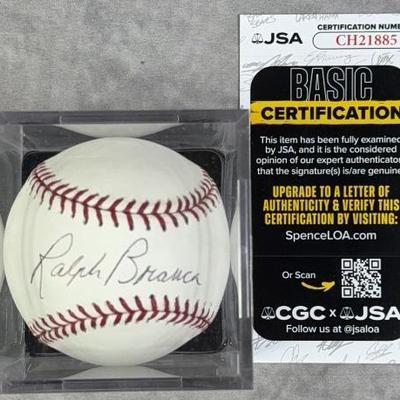 JSA
CERTIFICATION NUMBER
CH21885
BASIC
CERTIFICATION
This item has been fully examined
by JSA, and it is the considered
opinion of our expert authenticators
that the signature(s) is/are genuine.
UPGRADE TO A LETTER OF
AUTHENTICITY & VERIFY THIS
CERTIFICATION BY VISITING:
SpenceLOA.com
Or Scan
CGC x JSA
Follow us at @jsaloa
Ralph Branca